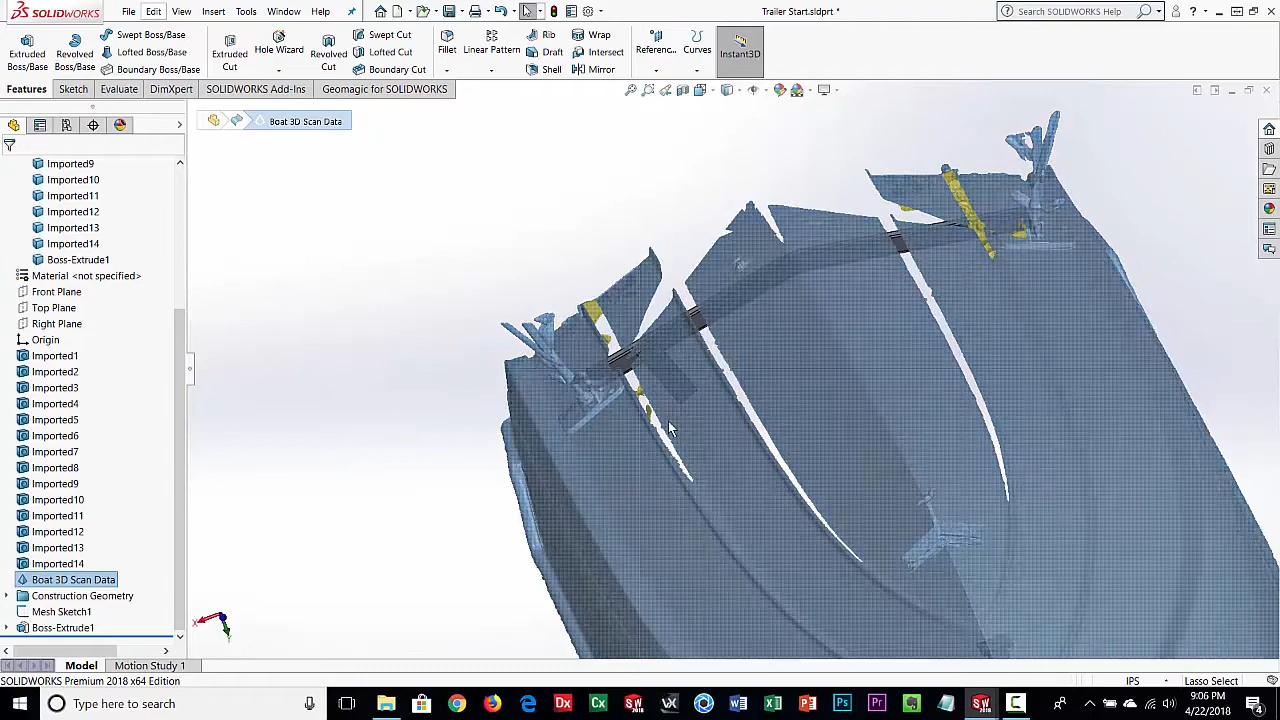 SOLIDWORKS File Edit View Insert Tools Window Help Trailer Start.sldprt * Search SOLIDWORKS Help
Extruded Boss/Base Revolved Boss/Base Swept Boss/Base Lofted Boss/Base Boundary Boss/Base Extruded Cut Hole Wizard Revolved Cut Swept Cut Lofted Cut Boundary Cut Fillet Linear Pattern Rib Draft Shell Wrap Intersect Mirror Referenc... Curves Instant3D
Features Sketch Evaluate DimXpert SOLIDWORKS Add-Ins Geomagic for SOLIDWORKS
Boat 3D Scan Data
Imported9
Imported10
Imported11
Imported12
Imported13
Imported14
Boss-Extrude1
Material <not specified>
Front Plane
Top Plane
Right Plane
Origin
Imported1
Imported2
Imported3
Imported4
Imported5
Imported6
Imported7
Imported8
Imported9
Imported10
Imported11
Imported12
Imported13
Imported14
Boat 3D Scan Data
Construction Geometry
Mesh Sketch1
Boss-Extrude1
Model Motion Study 1
SOLIDWORKS Premium 2018 x64 Edition IPS
Type here to search 9:06 PM
4/22/2018